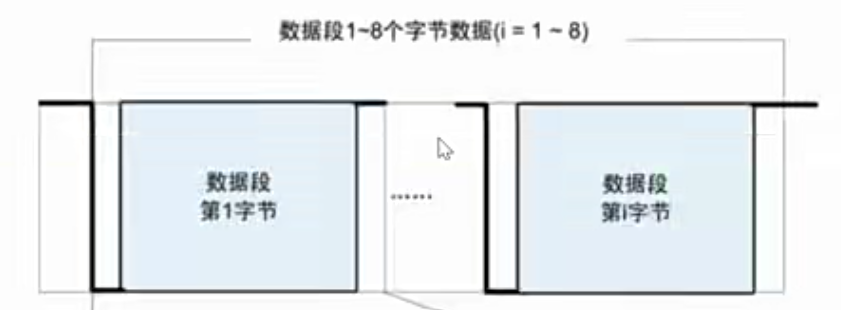 数据段1~8个字节数据(i = 1 ~ 8)
数据段
第1字节
......
数据段
第i字节